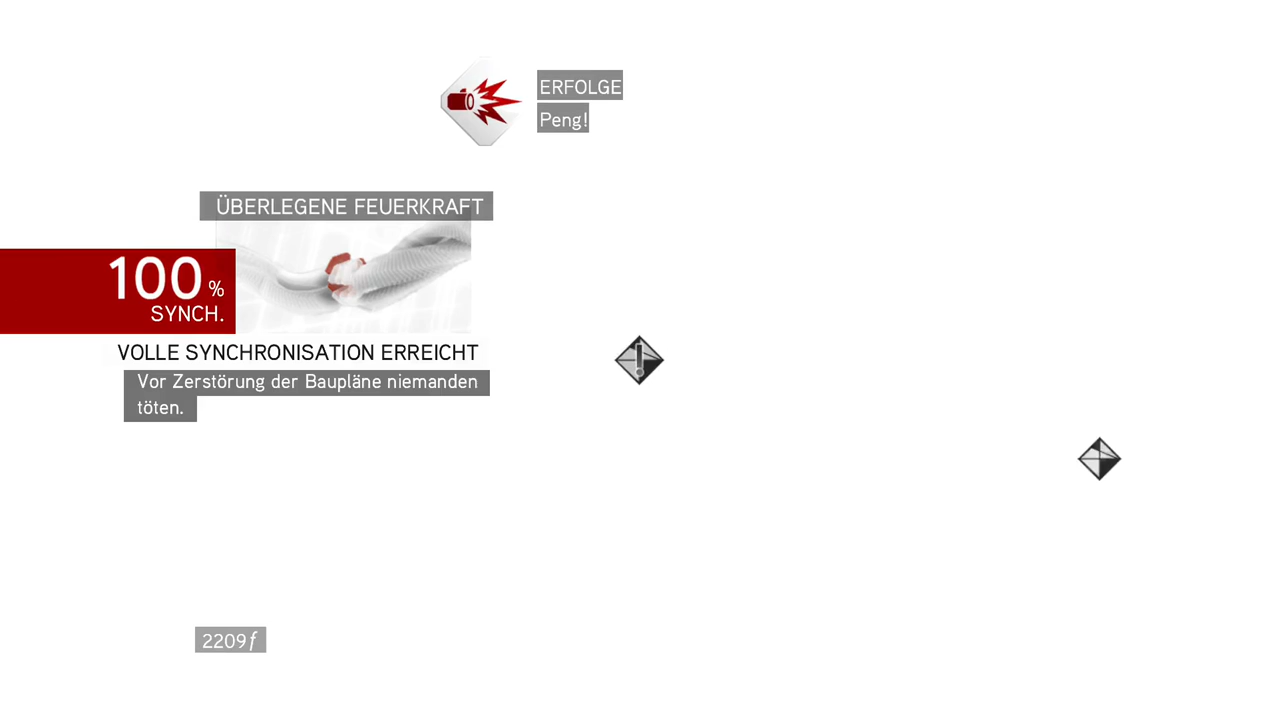 ERFOLGE
Peng!
ÜBERLEGENE FEUERKRAFT
100 %
SYNCH.
VOLLE SYNCHRONISATION ERREICHT
Vor Zerstörung der Baupläne niemanden
töten.
2209ƒ